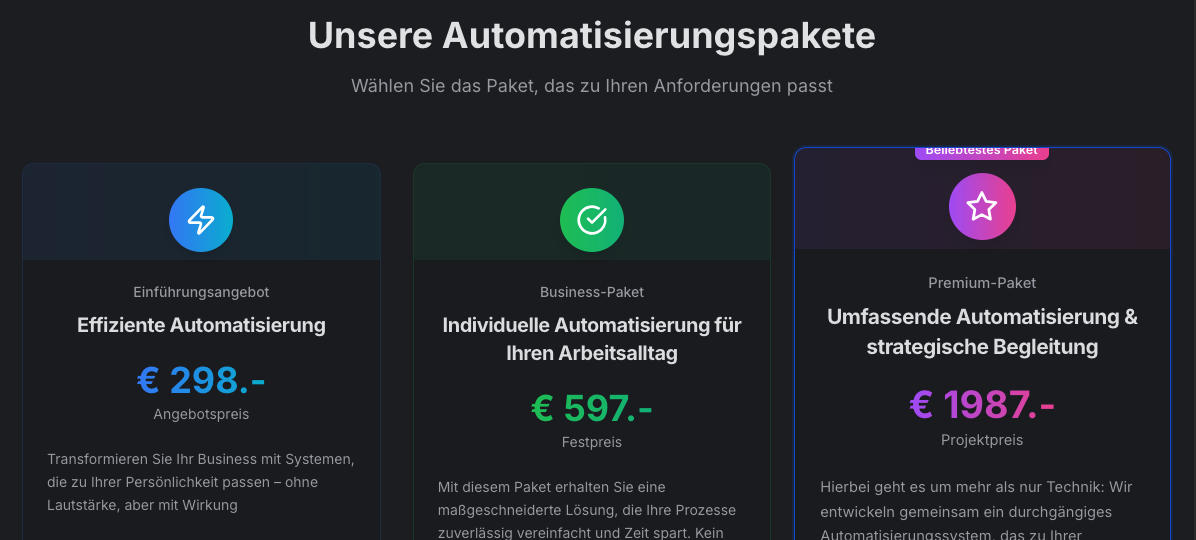 Unsere Automatisierungspakete
Wählen Sie das Paket, das zu Ihren Anforderungen passt
Einführungsangebot
Effiziente Automatisierung
€ 298.-
Angebotspreis
Transformieren Sie Ihr Business mit Systemen,
die zu Ihrer Persönlichkeit passen – ohne
Lautstärke, aber mit Wirkung
Business-Paket
Individuelle Automatisierung für
Ihren Arbeitsalltag
€ 597.-
Festpreis
Mit diesem Paket erhalten Sie eine
maßgeschneiderte Lösung, die Ihre Prozesse
zuverlässig vereinfacht und Zeit spart. Kein
Beliebtestes Paket
Premium-Paket
Umfassende Automatisierung &
strategische Begleitung
€ 1987.-
Projektpreis
Hierbei geht es um mehr als nur Technik: Wir
entwickeln gemeinsam ein durchgängiges
Automatisierungssystem, das zu Ihrer